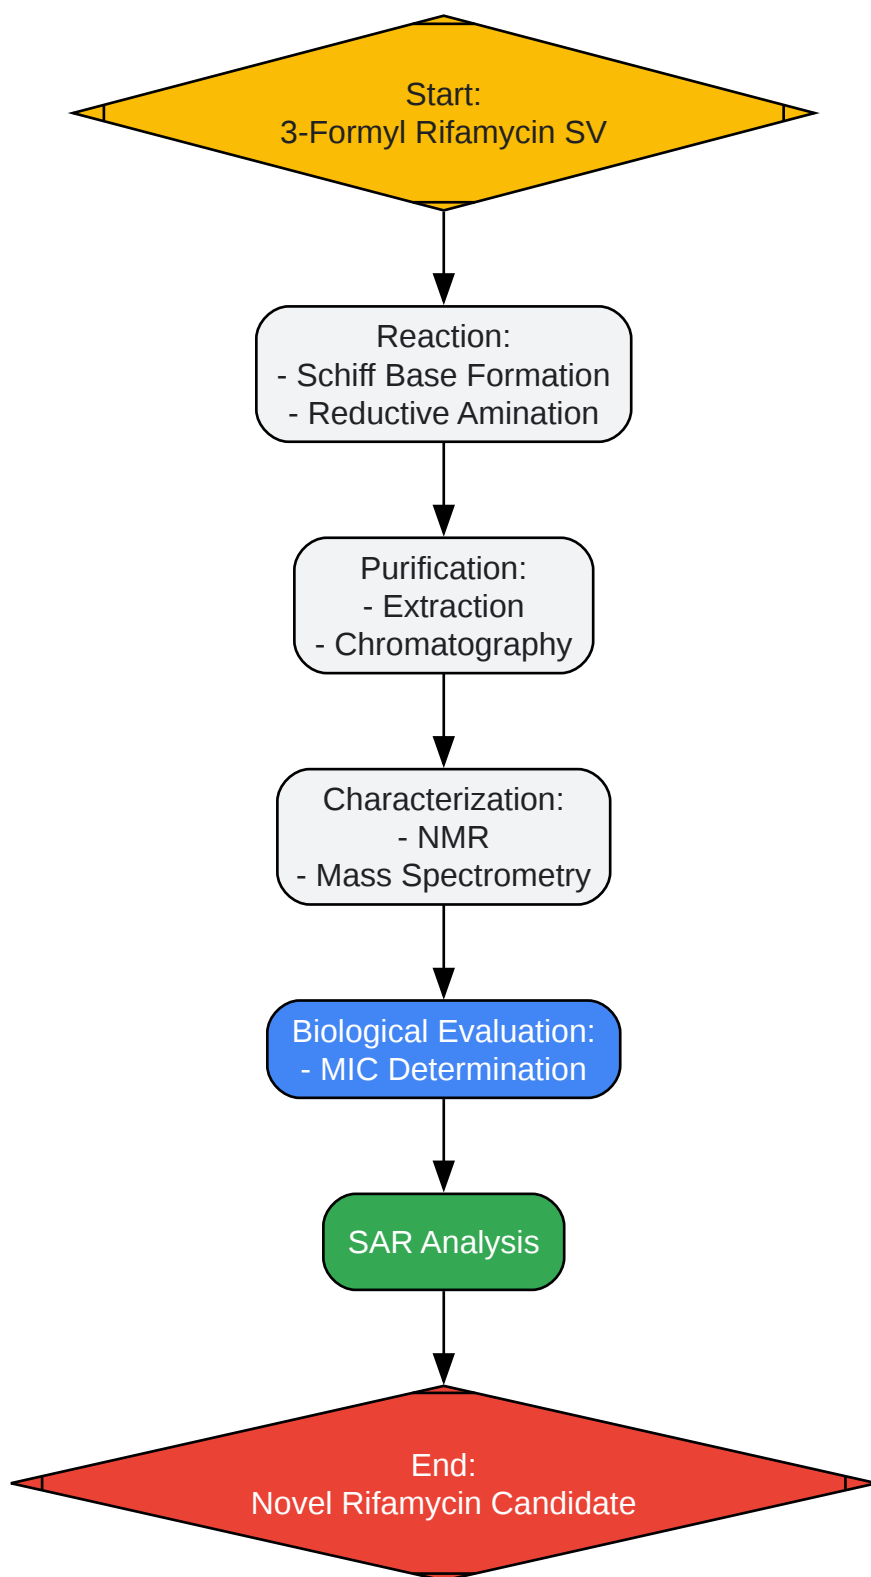 Start:
3-Formyl Rifamycin SV
Reaction:
- Schiff Base Formation
- Reductive Amination
Purification:
- Extraction
- Chromatography
Characterization:
- NMR
- Mass Spectrometry
Biological Evaluation:
- MIC Determination
SAR Analysis
End:
Novel Rifamycin Candidate